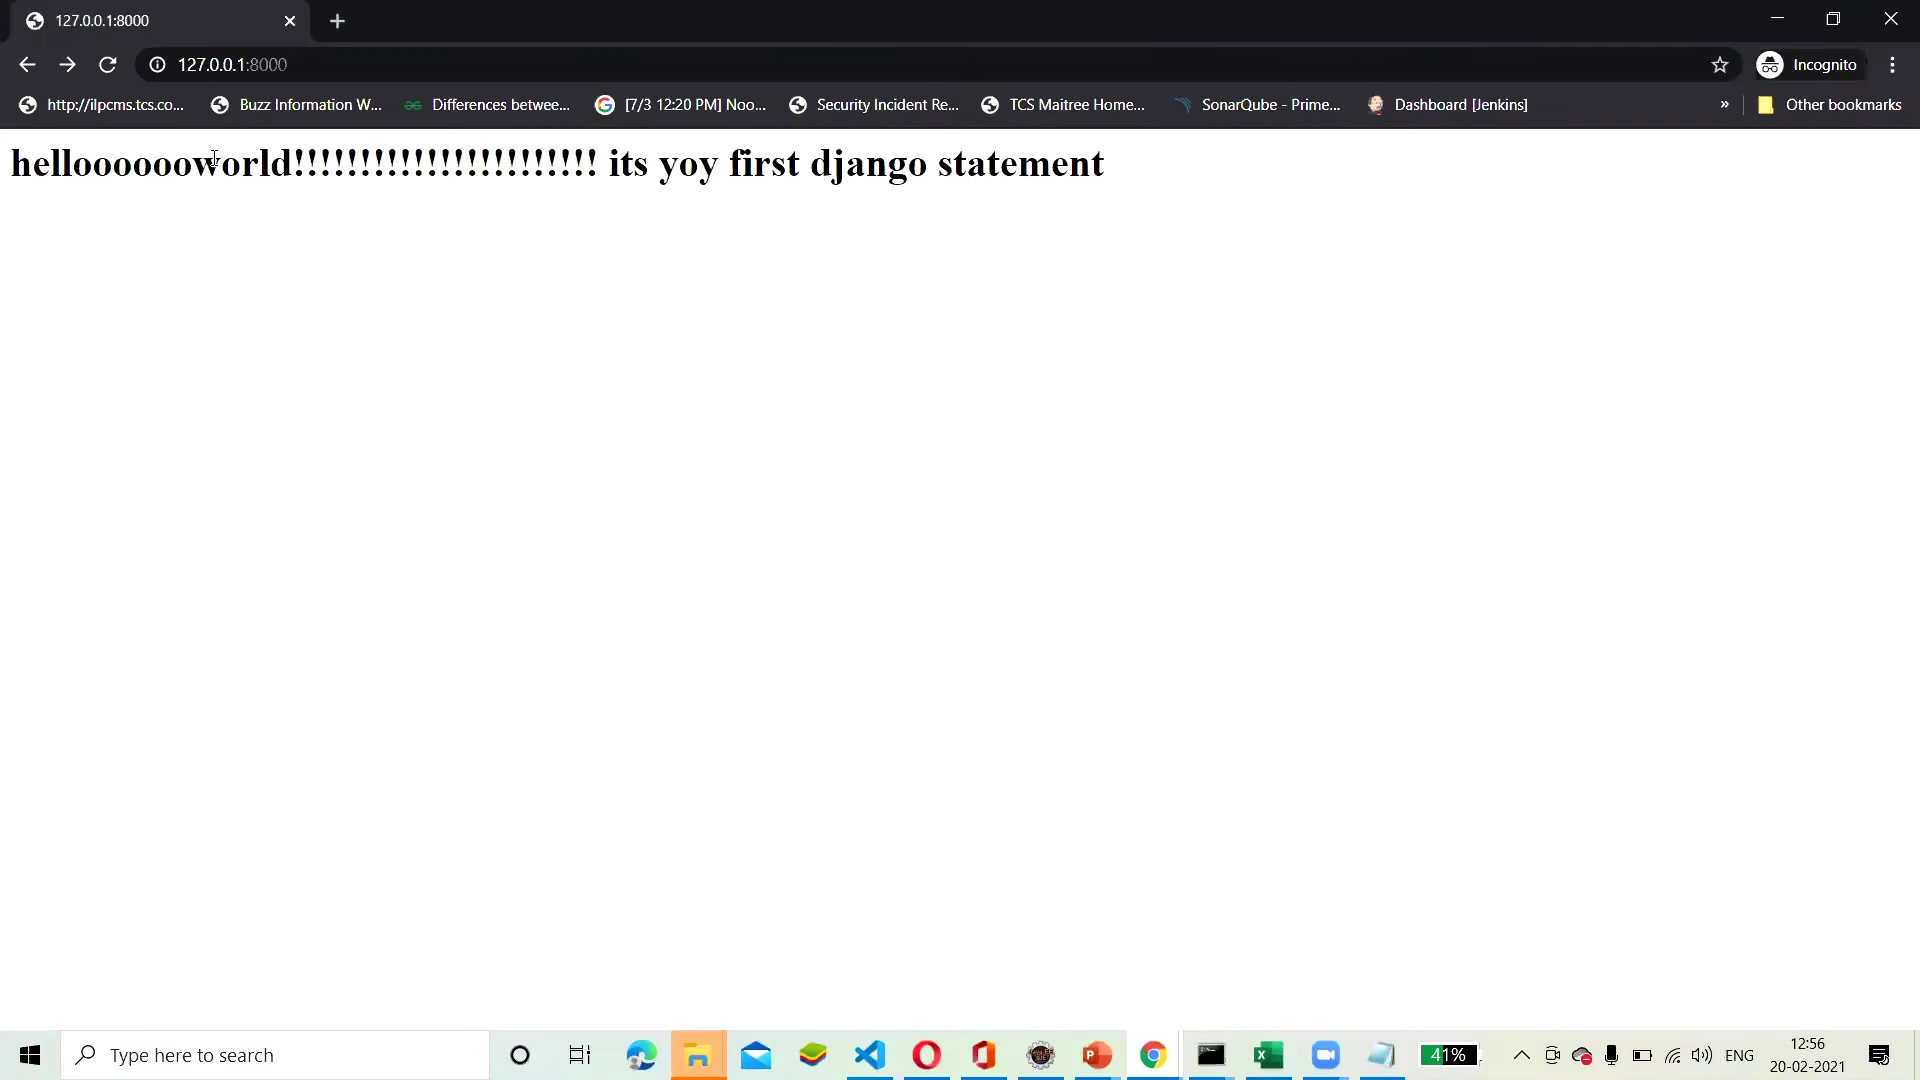 127.0.0.1:8000
127.0.0.1:8000
Incognito
http://ilpcms.tcs.co... Buzz Information W... Differences betwee... [7/3 12:20 PM] Noo... Security Incident Re... TCS Maitree Home... SonarQube - Prime... Dashboard [Jenkins] » Other bookmarks
helloooooooworld!!!!!!!!!!!!!!!!!!!!!!! its yoy first django statement
Type here to search
41%
ENG
12:56
20-02-2021